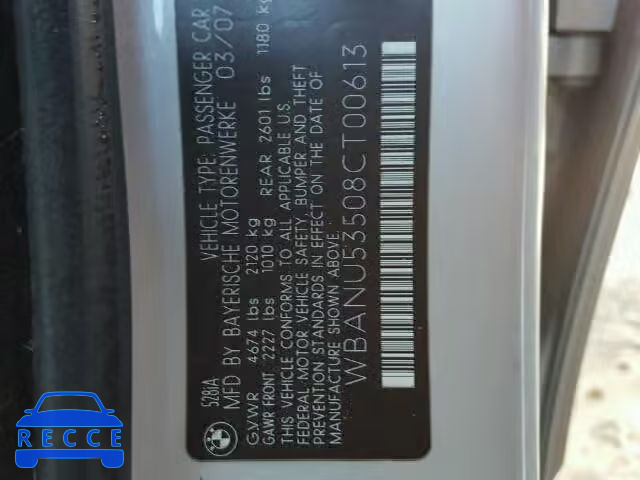 528iA
VEHICLE TYPE: PASSENGER CAR
MFD BY BAYERISCHE MOTORENWERKE 03/07
GVWR 4674 lbs 2120 kg
GAWR FRONT 2227 lbs 1010 kg REAR 2601 lbs 1180 kg
THIS VEHICLE CONFORMS TO ALL APPLICABLE U.S.
FEDERAL MOTOR VEHICLE SAFETY, BUMPER AND THEFT
PREVENTION STANDARDS IN EFFECT ON THE DATE OF
MANUFACTURE SHOWN ABOVE.
WBANU53508CT00613
BMW
RECCE